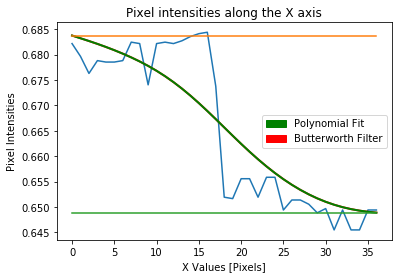 Pixel intensities along the X axis
0.685
0.680
0.675
0.670
0.665
0.660
0.655
0.650
0.645
Pixel Intensities
Polynomial Fit
Butterworth Filter
0 5 10 15 20 25 30 35
X Values [Pixels]